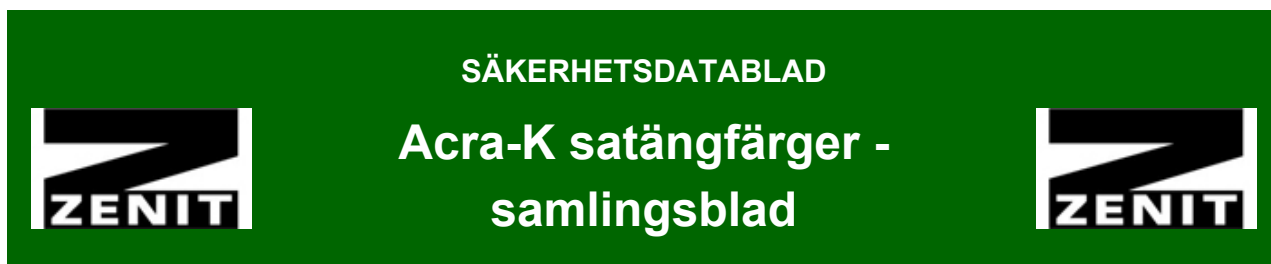 SÄKERHETSDATABLAD
Acra-K satängfärger -
samlingsblad
ZENIT
ZENIT